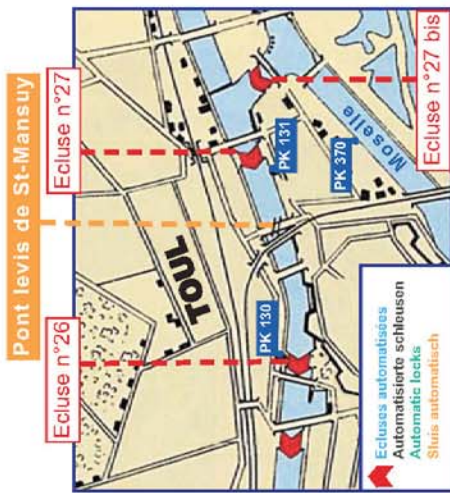 Pont levis de St-Mansuy
Ecluse n°26
Ecluse n°27
Ecluse n°27 bis
TOUL
PK 130
PK 131
PK 370
Moselle
Ecluses automatisées
Automatisierte schleusen
Automatic locks
Sluis automatisch